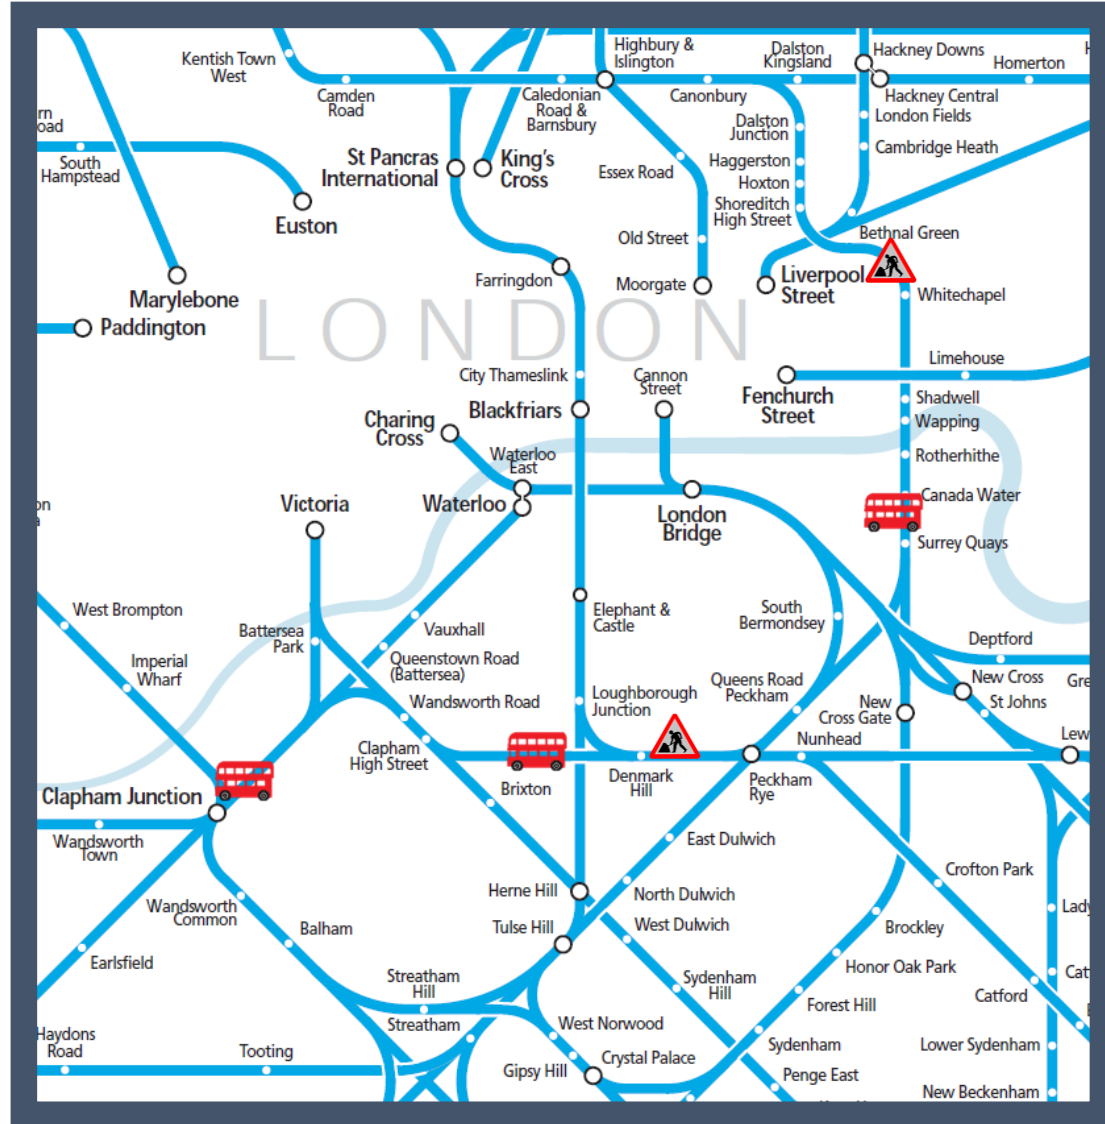 Kentish Town
West
Highbury &
Islington
Dalston
Kingsland
Hackney Downs
Homerton
Camden
Road
Caledonian
Road &
Barnsbury
Canonbury
Hackney Central
London Fields
rn
oad
South
Hampstead
St Pancras
International
King's
Cross
Essex Road
Dalston
Junction
Haggerston
Hoxton
Shoreditch
High Street
Cambridge Heath
Euston
Old Street
Bethnal Green
Farringdon
Moorgate
Liverpool
Street
Whitechapel
Marylebone
Paddington
LONDON
Limehouse
City Thameslink
Cannon
Street
Fenchurch
Street
Shadwell
Wapping
Blackfriars
Charing
Cross
Rotherhithe
Waterloo
East
Canada Water
on
Victoria
Waterloo
London
Bridge
Surrey Quays
West Brompton
Elephant &
Castle
South
Bermondsey
Battersea
Park
Vauxhall
Deptford
Imperial
Wharf
Queenstown Road
(Battersea)
Queens Road
Peckham
New Cross
Gre
Wandsworth Road
Loughborough
Junction
New
Cross Gate
St Johns
Nunhead
Lew
Clapham
High Street
Denmark
Hill
Brixton
Peckham
Rye
Clapham Junction
Wandsworth
Town
East Dulwich
Crofton Park
Wandsworth
Common
Herne Hill
North Dulwich
Lady
West Dulwich
Balham
Tulse Hill
Brockley
Earlsfield
Streatham
Hill
Sydenham
Hill
Honor Oak Park
Cat
Forest Hill
Catford
Haydons
Road
Streatham
West Norwood
Tooting
Gipsy Hill
Crystal Palace
Sydenham
Lower Sydenham
Penge East
New Beckenham